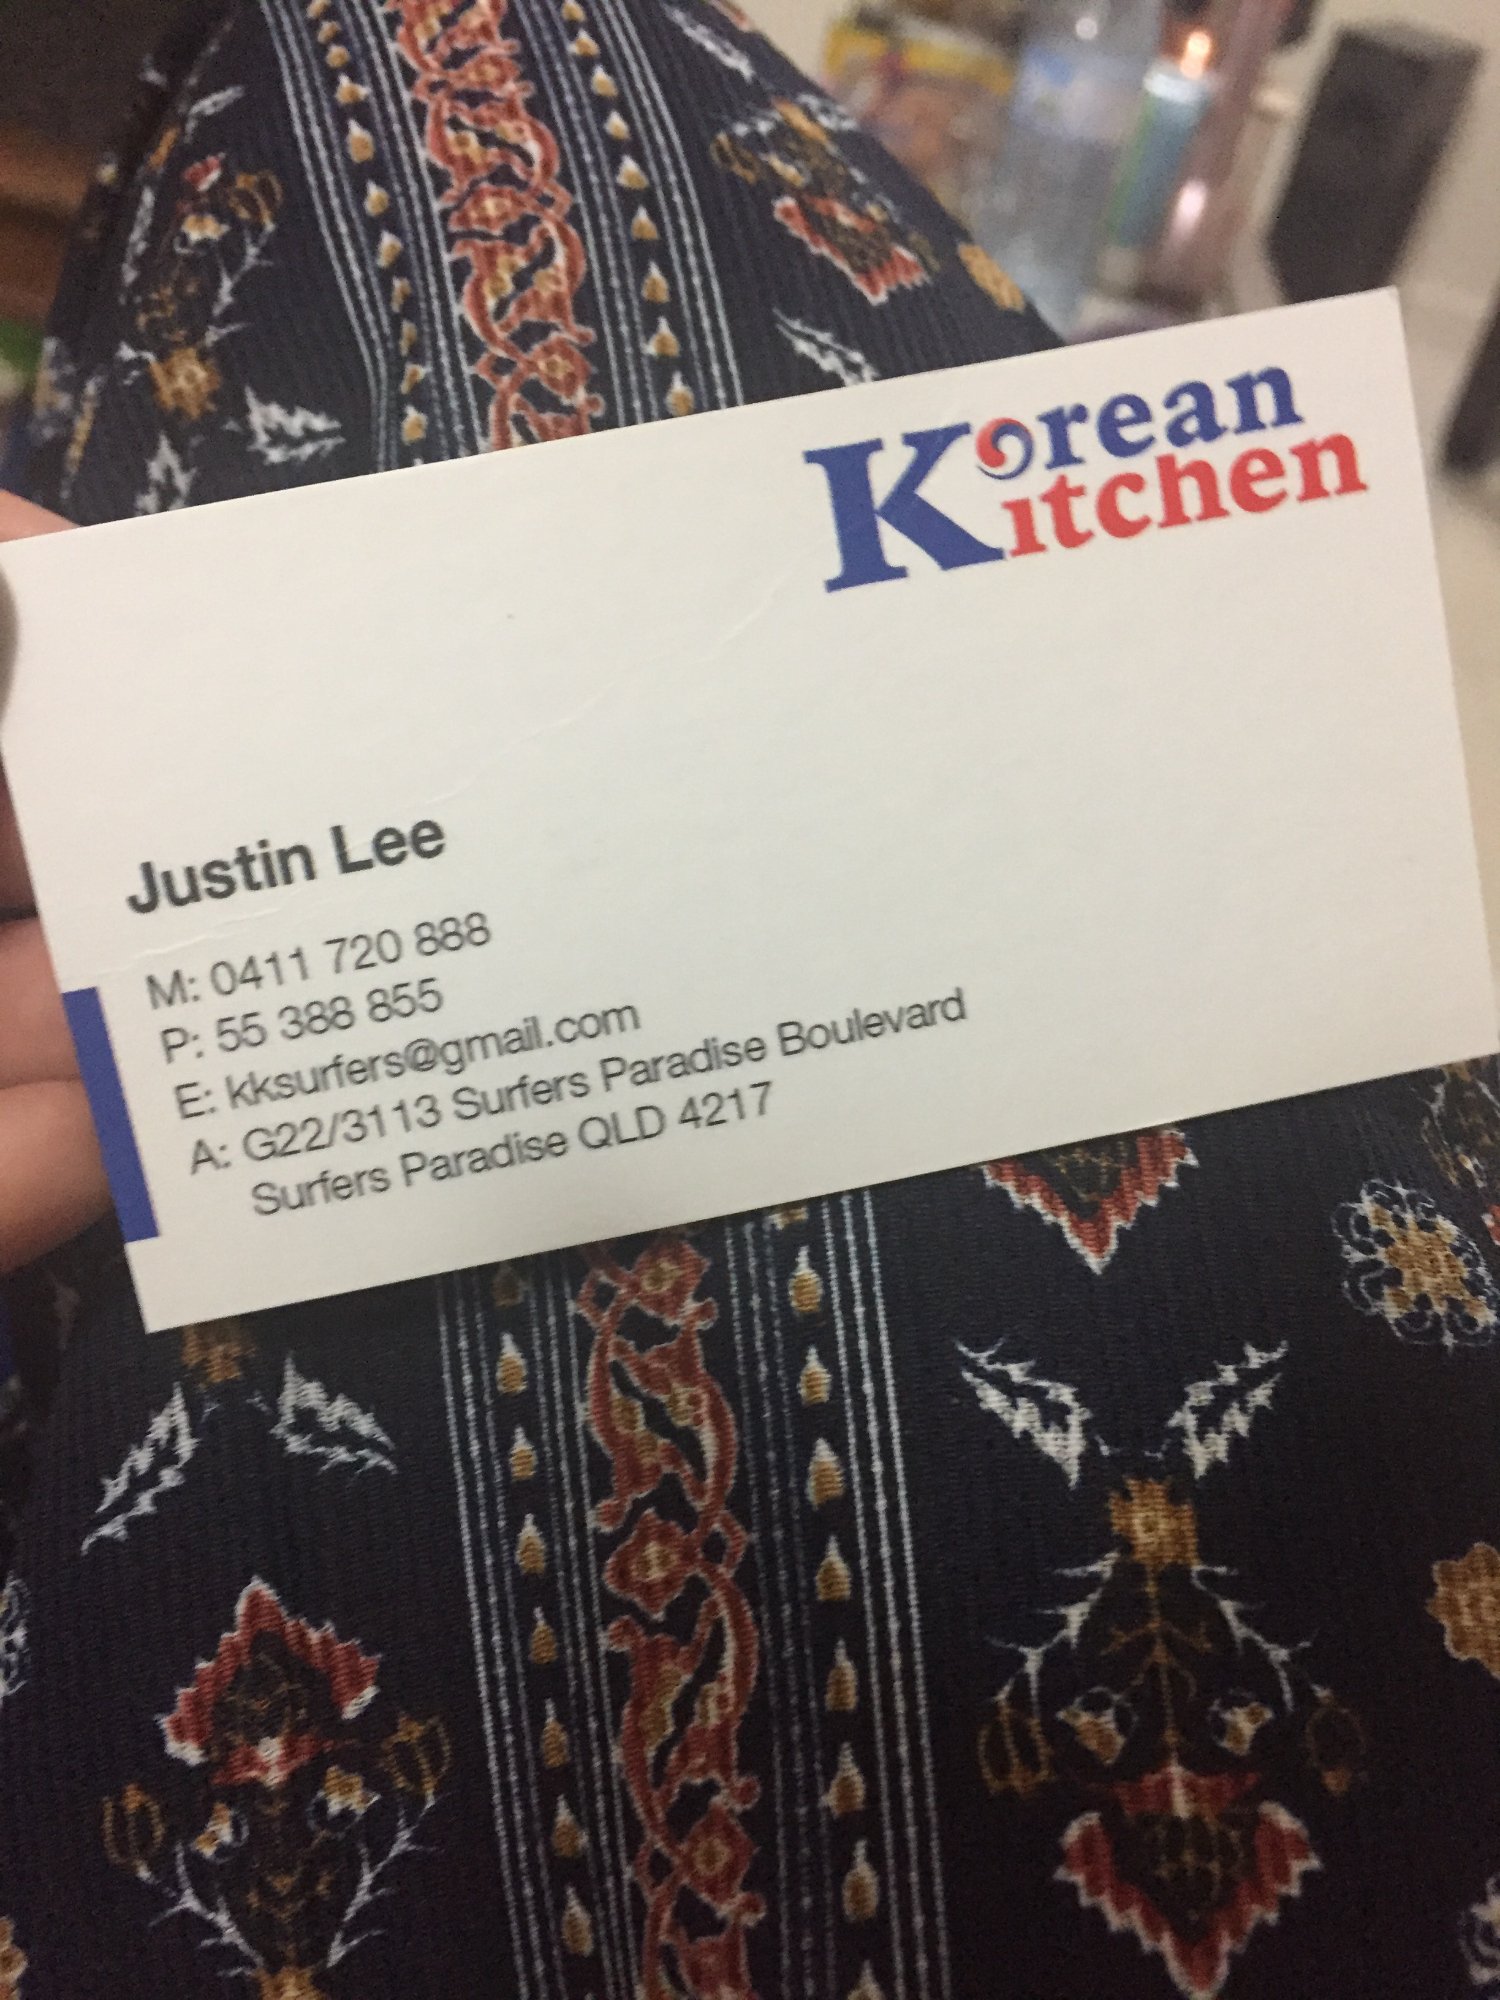 Korean
Kitchen
Justin Lee
M: 0411 720 888
P: 55 388 855
E: kksurfers@gmail.com
A: G22/3113 Surfers Paradise Boulevard
Surfers Paradise QLD 4217